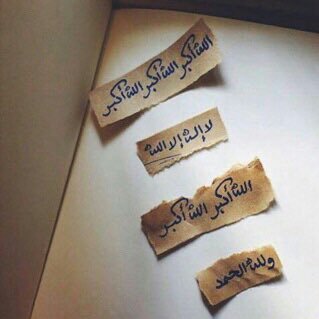 الله أكبر الله أكبر الله أكبر
لا إله إلا الله
الله أكبر الله أكبر
ولله الحمد